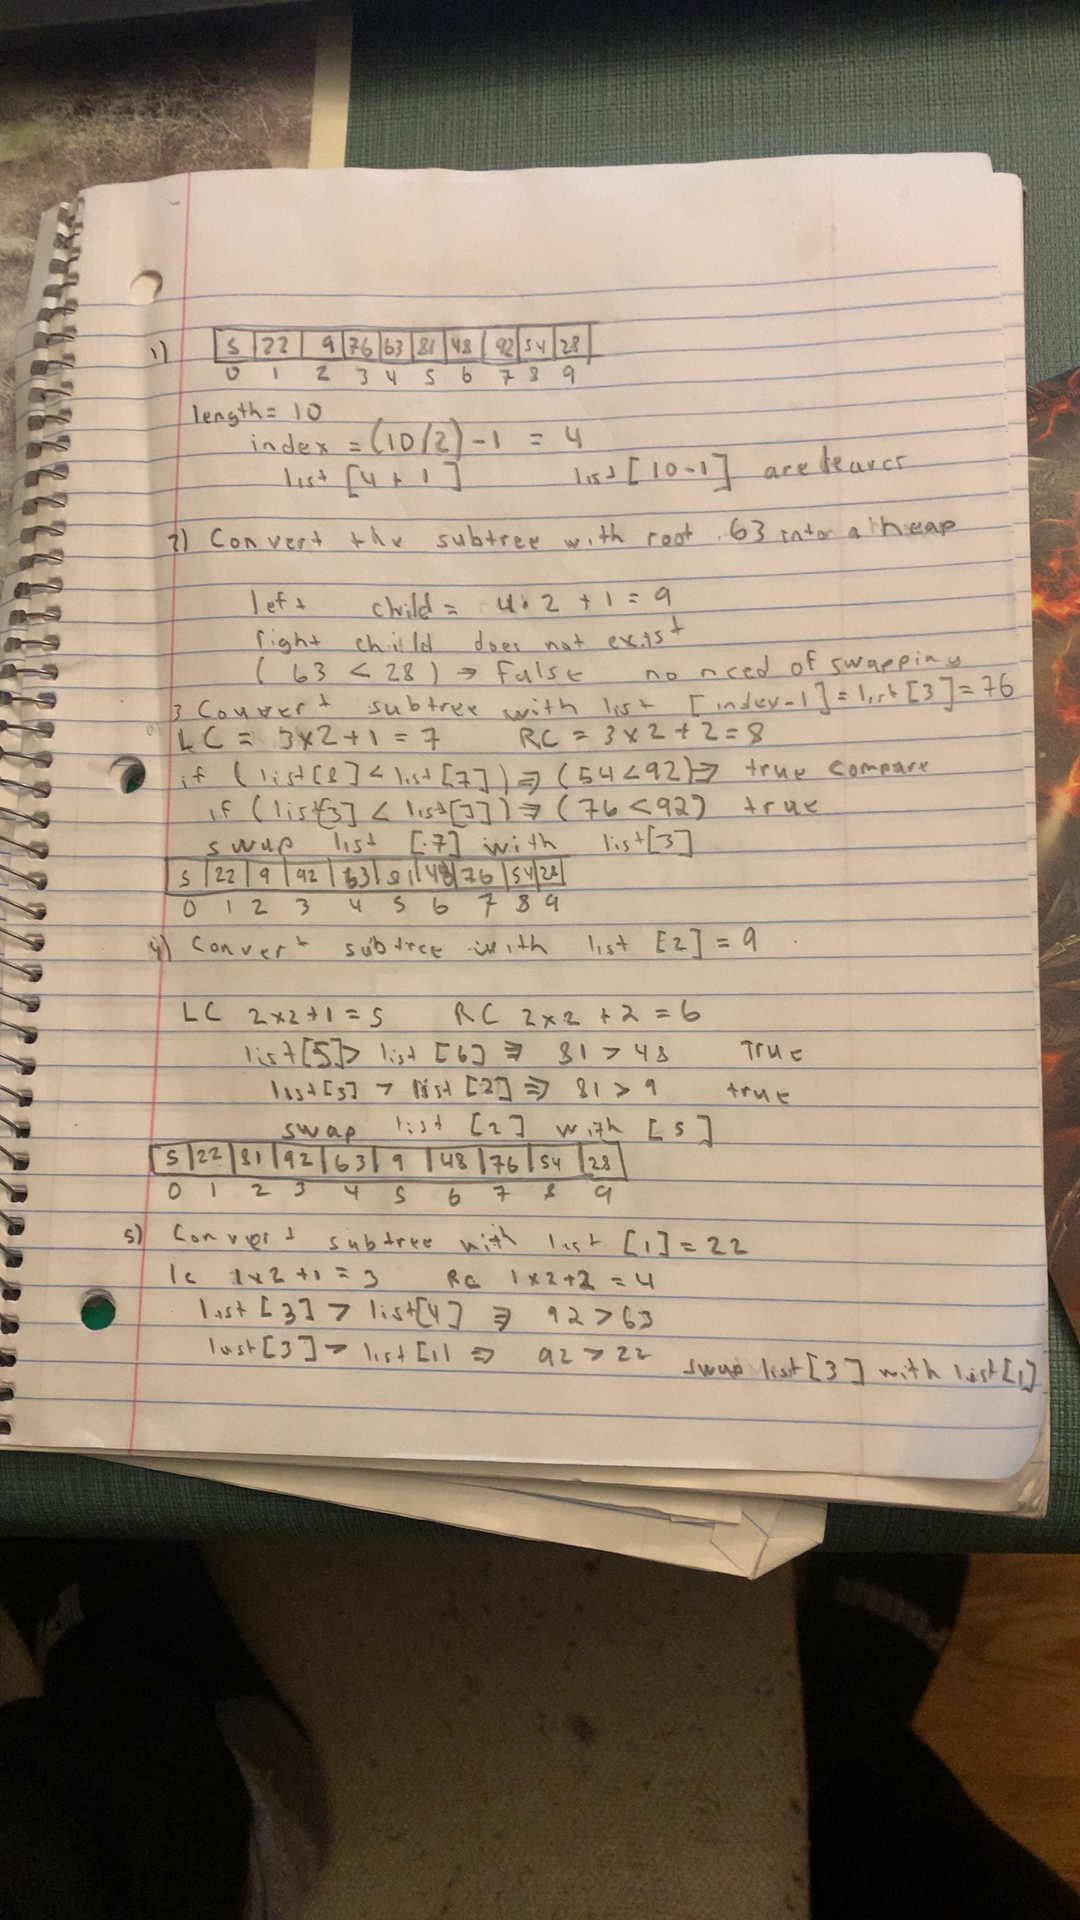 1) 5 22 9 76 63 81 48 92 54 28
0 1 2 3 4 5 6 7 8 9
length = 10
index = (10/2) - 1 = 4
list [4 + 1] list [10-1] are leaves
2) Convert the subtree with root 63 into a heap
left child = 4 * 2 + 1 = 9
right chiild does not exist
( 63 < 28 ) → False no need of swapping
3 Convert subtree with list [index-1] = list [3] = 76
LC = 3x2+1 = 7 RC = 3x2+2=8
if (list[8] < list[7]) ⇒ (54<92) ⇒ true compare
if (list[3] < list[7]) ⇒ (76<92) true
swap list [7] with list[3]
5 22 9 92 63 81 48 76 54 28
0 1 2 3 4 5 6 7 8 9
4) Convert subtree with list [2] = 9
LC 2x2+1=5 RC 2x2+2=6
list[5]> list [6] ⇒ 81 > 48 True
list[5] > list [2] ⇒ 81 > 9 true
swap list [2] with [5]
5 22 81 92 63 9 48 76 54 28
0 1 2 3 4 5 6 7 8 9
5) Convert subtree with list [1] = 22
lc 1x2+1=3 RC 1x2+2=4
list [3] > list[4] ⇒ 92 > 63
list[3] > list [1] ⇒ 92 > 22 swap list[3] with list[1]